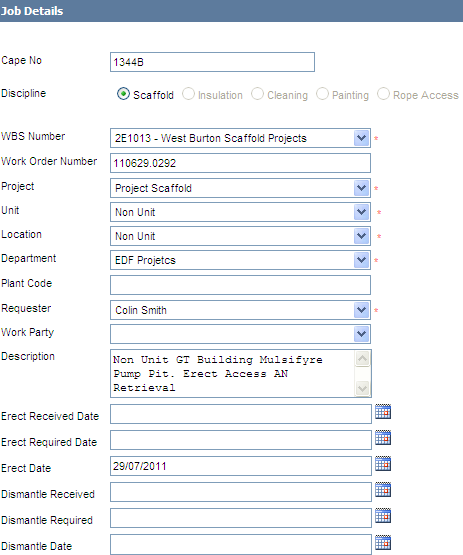 Job Details
Cape No 1344B
Discipline Scaffold Insulation Cleaning Painting Rope Access
WBS Number 2E1013 - West Burton Scaffold Projects *
Work Order Number 110629.0292
Project Project Scaffold *
Unit Non Unit *
Location Non Unit *
Department EDF Projetcs *
Plant Code
Requester Colin Smith *
Work Party
Description Non Unit GT Building Mulsifyre
Pump Pit. Erect Access AN
Retrieval
Erect Received Date
Erect Required Date
Erect Date 29/07/2011
Dismantle Received
Dismantle Required
Dismantle Date